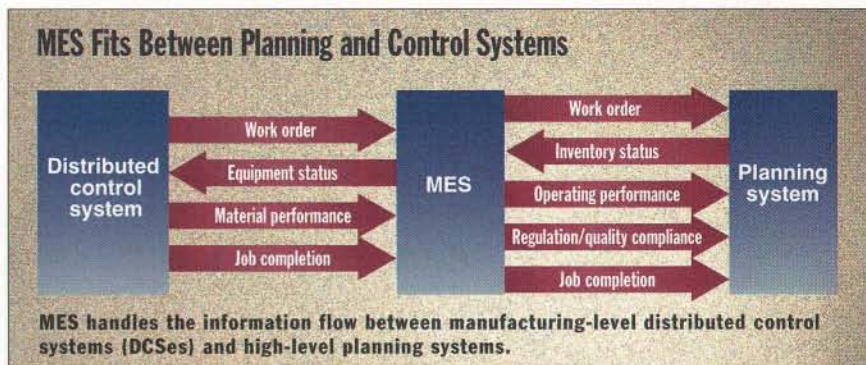 MES Fits Between Planning and Control Systems
Distributed
control
system
Work order
Equipment status
Material performance
Job completion
MES
Work order
Inventory status
Operating performance
Regulation/quality compliance
Job completion
Planning
system
MES handles the information flow between manufacturing-level distributed control
systems (DCSes) and high-level planning systems.